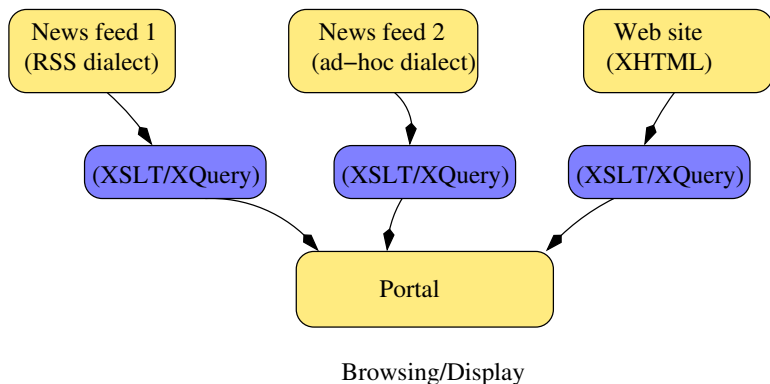 News feed 1
(RSS dialect)
News feed 2
(ad−hoc dialect)
Web site
(XHTML)
(XSLT/XQuery)
(XSLT/XQuery)
(XSLT/XQuery)
Portal
Browsing/Display